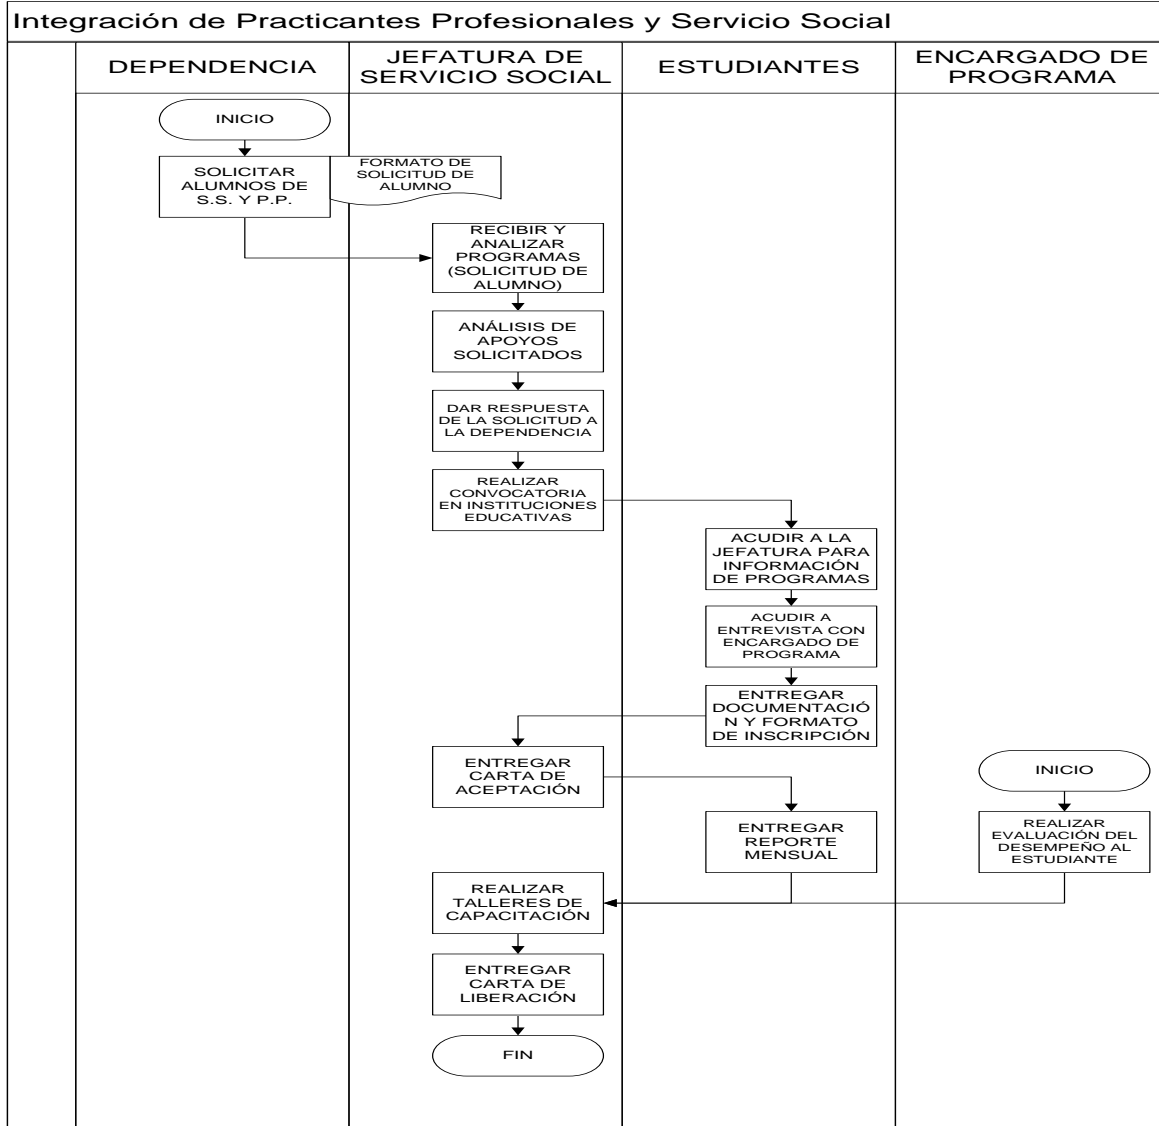 Integración de Practicantes Profesionales y Servicio Social
DEPENDENCIA
JEFATURA DE
SERVICIO SOCIAL
ESTUDIANTES
ENCARGADO DE
PROGRAMA
INICIO
SOLICITAR
ALUMNOS DE
S.S. Y P.P.
FORMATO DE
SOLICITUD DE
ALUMNO
RECIBIR Y
ANALIZAR
PROGRAMAS
(SOLICITUD DE
ALUMNO)
ANÁLISIS DE
APOYOS
SOLICITADOS
DAR RESPUESTA
DE LA SOLICITUD A
LA DEPENDENCIA
REALIZAR
CONVOCATORIA
EN INSTITUCIONES
EDUCATIVAS
ACUDIR A LA
JEFATURA PARA
INFORMACIÓN
DE PROGRAMAS
ACUDIR A
ENTREVISTA CON
ENCARGADO DE
PROGRAMA
ENTREGAR
DOCUMENTACIÓ
N Y FORMATO
DE INSCRIPCIÓN
ENTREGAR
CARTA DE
ACEPTACIÓN
INICIO
ENTREGAR
REPORTE
MENSUAL
REALIZAR
EVALUACIÓN DEL
DESEMPEÑO AL
ESTUDIANTE
REALIZAR
TALLERES DE
CAPACITACIÓN
ENTREGAR
CARTA DE
LIBERACIÓN
FIN